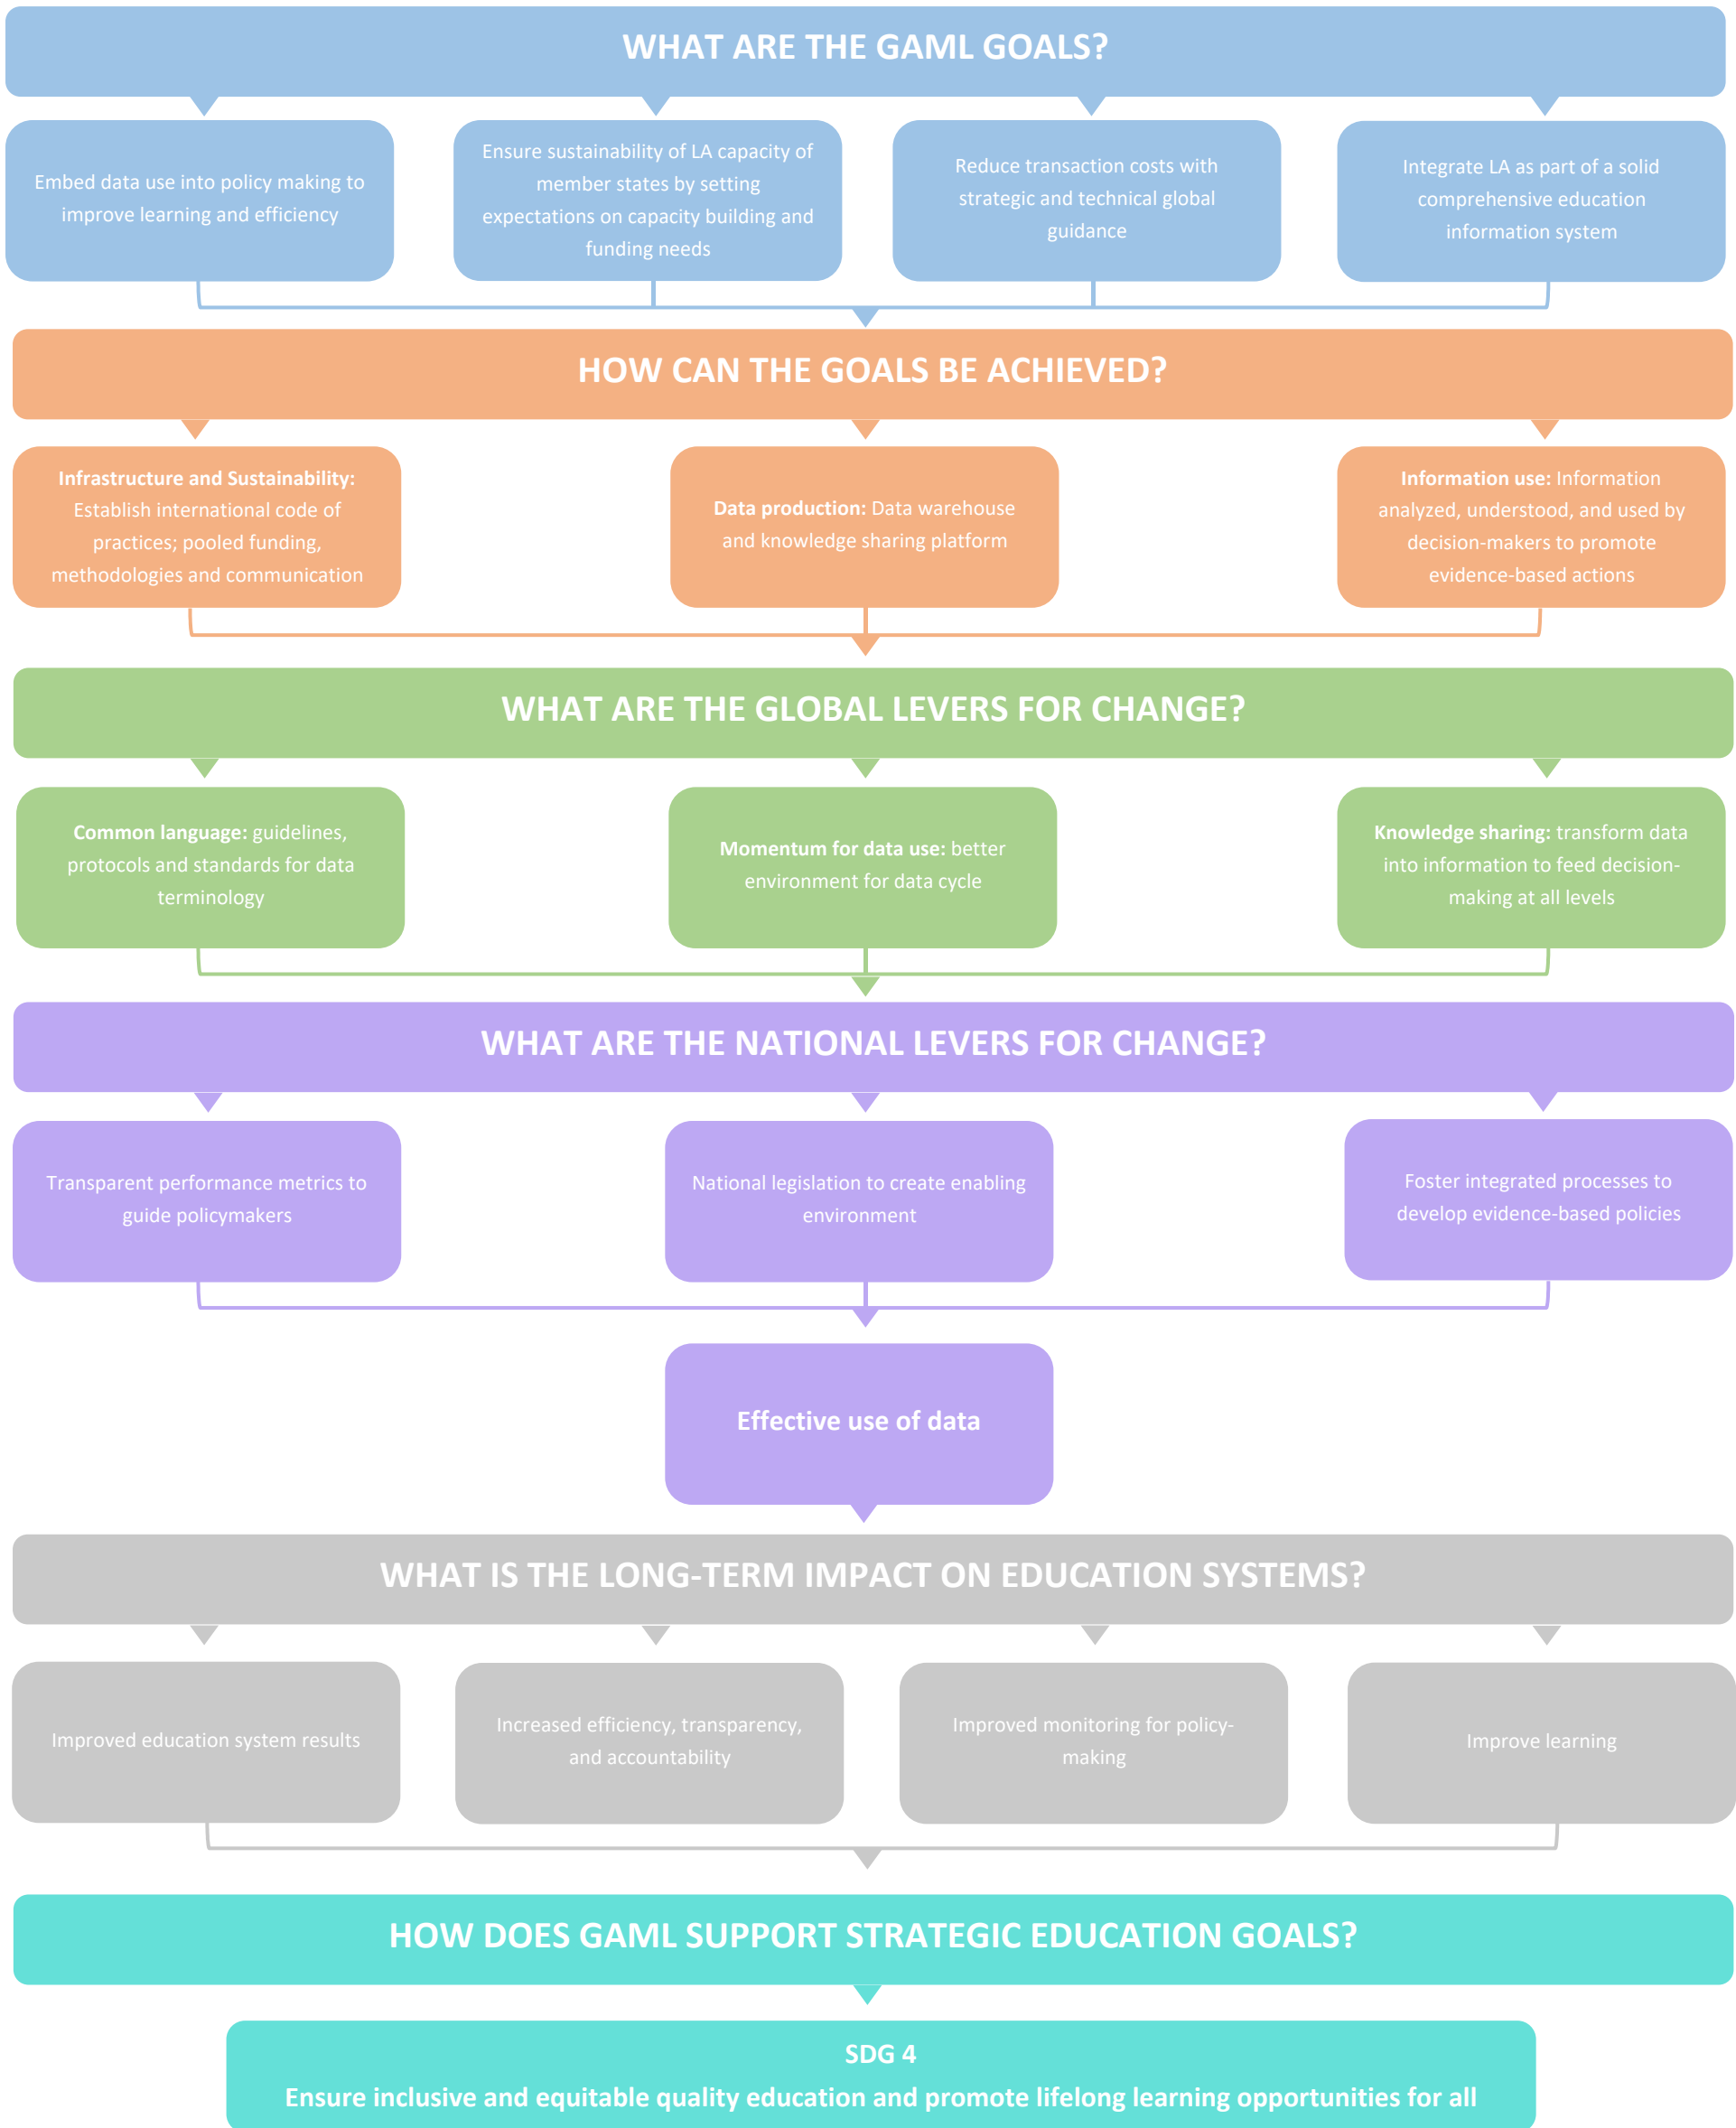 WHAT ARE THE GAML GOALS?
Embed data use into policy making to
improve learning and efficiency
Ensure sustainability of LA capacity of
member states by setting
expectations on capacity building and
funding needs
Reduce transaction costs with
strategic and technical global
guidance
Integrate LA as part of a solid
comprehensive education
information system
HOW CAN THE GOALS BE ACHIEVED?
Infrastructure and Sustainability:
Establish international code of
practices; pooled funding,
methodologies and communication
Data production: Data warehouse
and knowledge sharing platform
Information use: Information
analyzed, understood, and used by
decision-makers to promote
evidence-based actions
WHAT ARE THE GLOBAL LEVERS FOR CHANGE?
Common language: guidelines,
protocols and standards for data
terminology
Momentum for data use: better
environment for data cycle
Knowledge sharing: transform data
into information to feed decision-
making at all levels
WHAT ARE THE NATIONAL LEVERS FOR CHANGE?
Transparent performance metrics to
guide policymakers
National legislation to create enabling
environment
Foster integrated processes to
develop evidence-based policies
Effective use of data
WHAT IS THE LONG-TERM IMPACT ON EDUCATION SYSTEMS?
Improved education system results
Increased efficiency, transparency,
and accountability
Improved monitoring for policy-
making
Improve learning
HOW DOES GAML SUPPORT STRATEGIC EDUCATION GOALS?
SDG 4
Ensure inclusive and equitable quality education and promote lifelong learning opportunities for all